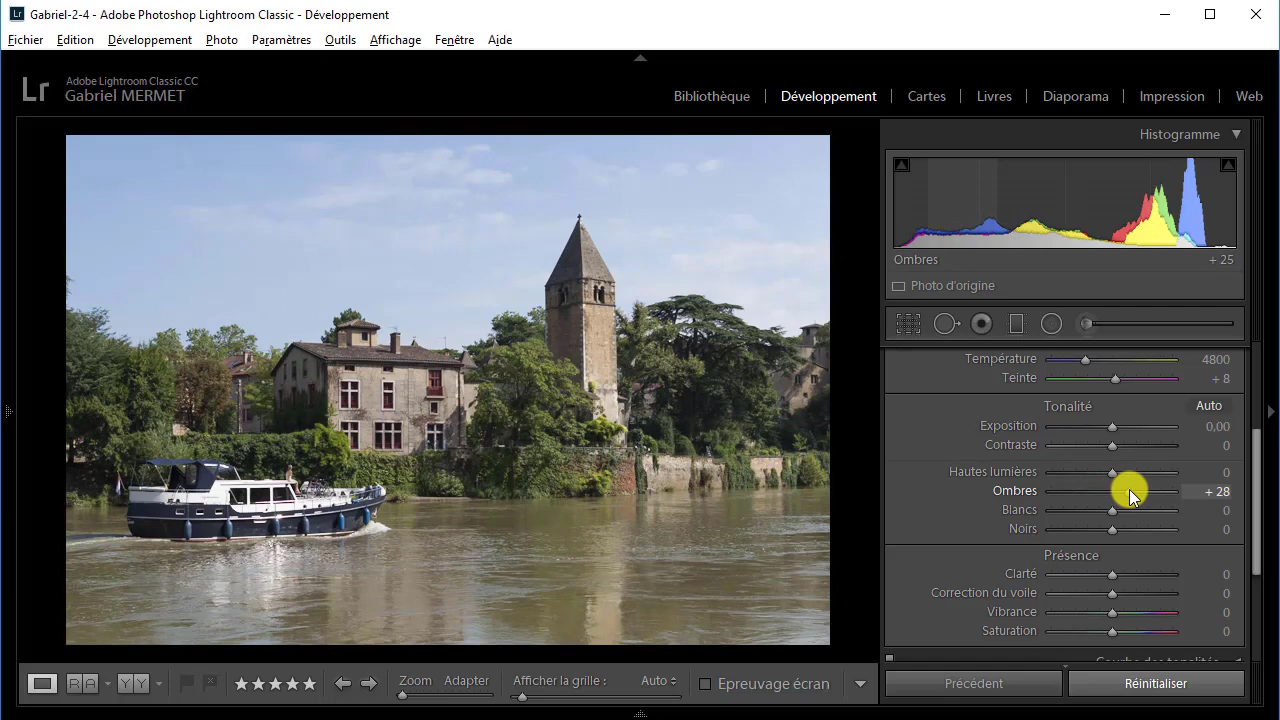 Lr Gabriel-2-4 - Adobe Photoshop Lightroom Classic - Développement
Fichier Edition Développement Photo Paramètres Outils Affichage Fenêtre Aide
Lr Adobe Lightroom Classic CC
Gabriel MERMET
Bibliothèque | Développement | Cartes | Livres | Diaporama | Impression | Web
Histogramme
Ombres + 25
Photo d'origine
Température 4800
Teinte + 8
Tonalité Auto
Exposition 0,00
Contraste 0
Hautes lumières 0
Ombres + 28
Blancs 0
Noirs 0
Présence
Clarté 0
Correction du voile 0
Vibrance 0
Saturation 0
Courbe des tonalités
R A Y Y Zoom Adapter Afficher la grille : Auto Epreuvage écran
Précédent Réinitialiser